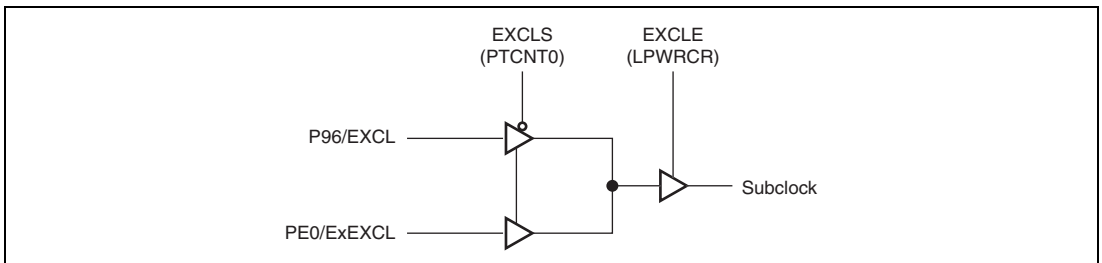 EXCLS
(PTCNT0)
EXCLE
(LPWRCR)
P96/EXCL
Subclock
PE0/ExEXCL